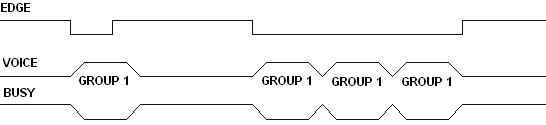 EDGE
VOICE
GROUP 1 GROUP 1 GROUP 1 GROUP 1
BUSY